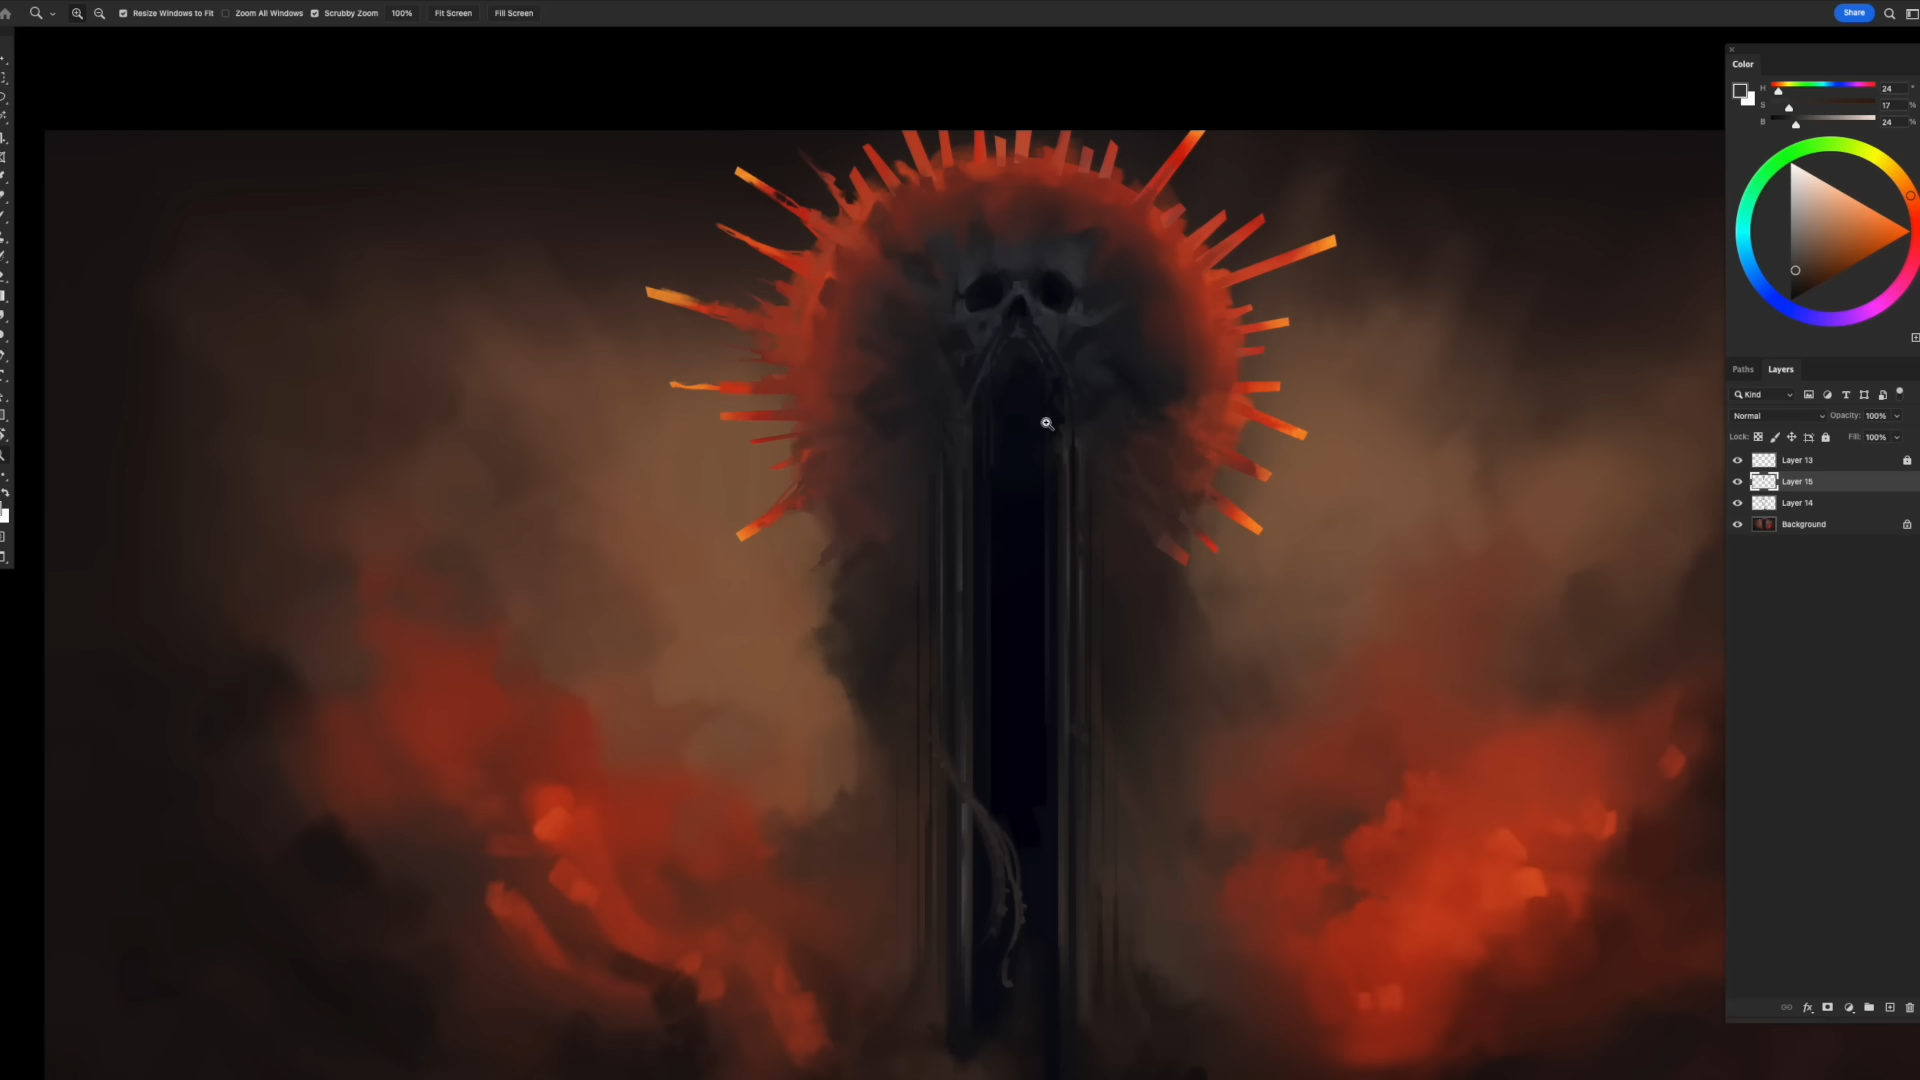 Resize Windows to Fit Zoom All Windows Scrubby Zoom 100% Fit Screen Fill Screen Share
Color
H 24 °
S 17 %
B 24 %
Paths Layers
Kind
Normal Opacity: 100%
Lock: Fill: 100%
Layer 13
Layer 15
Layer 14
Background
fx